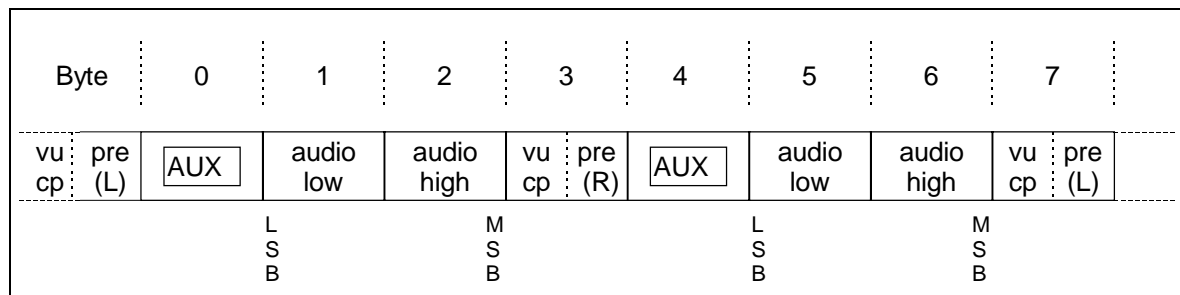 Byte 0 1 2 3 4 5 6 7
vu pre AUX audio audio vu pre AUX audio audio vu pre
cp (L) low high cp (R) low high cp (L)
L M L M
S S S S
B B B B